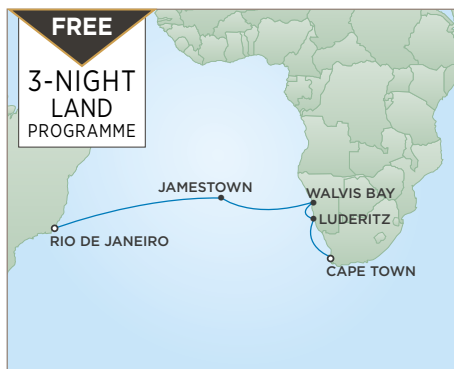 FREE
3-NIGHT
LAND
PROGRAMME
JAMESTOWN
WALVIS BAY
LUDERITZ
RIO DE JANEIRO
CAPE TOWN